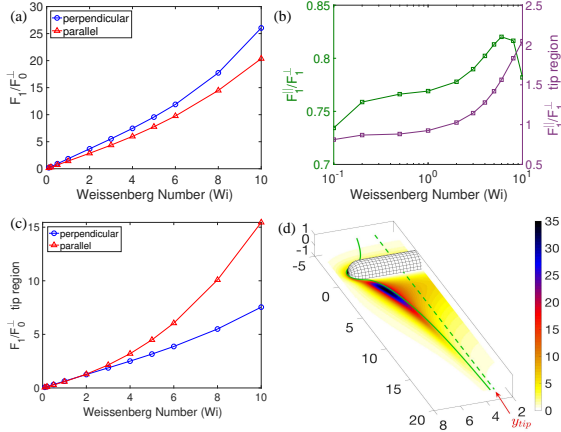 (a)
perpendicular
parallel
F₁/F₀^⊥
30
25
20
15
10
5
0
0 2 4 6 8 10
Weissenberg Number (Wi)
(b)
F₁^||/F₁^⊥
0.85
0.8
0.75
0.7
F₁^||/F₁^⊥ tip region
2.5
2
1.5
1
0.5
10⁻¹ 10⁰ 10¹
Weissenberg Number (Wi)
(c)
perpendicular
parallel
F₁/F₀^⊥ tip region
15
10
5
0
0 2 4 6 8 10
Weissenberg Number (Wi)
(d)
1
0
-1
-5
0
5
10
15
20
8 6 4 2
y_tip
35
30
25
20
15
10
5
0